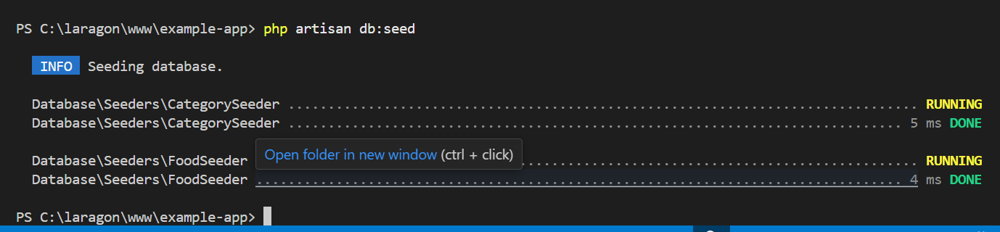 PS C:\laragon\www\example-app> php artisan db:seed
INFO Seeding database.
Database\Seeders\CategorySeeder ............................................................................... RUNNING
Database\Seeders\CategorySeeder ............................................................................. 5 ms DONE
Database\Seeders\FoodSeeder ................................................. RUNNING
Open folder in new window (ctrl + click)
Database\Seeders\FoodSeeder ................................................................................. 4 ms DONE
PS C:\laragon\www\example-app>